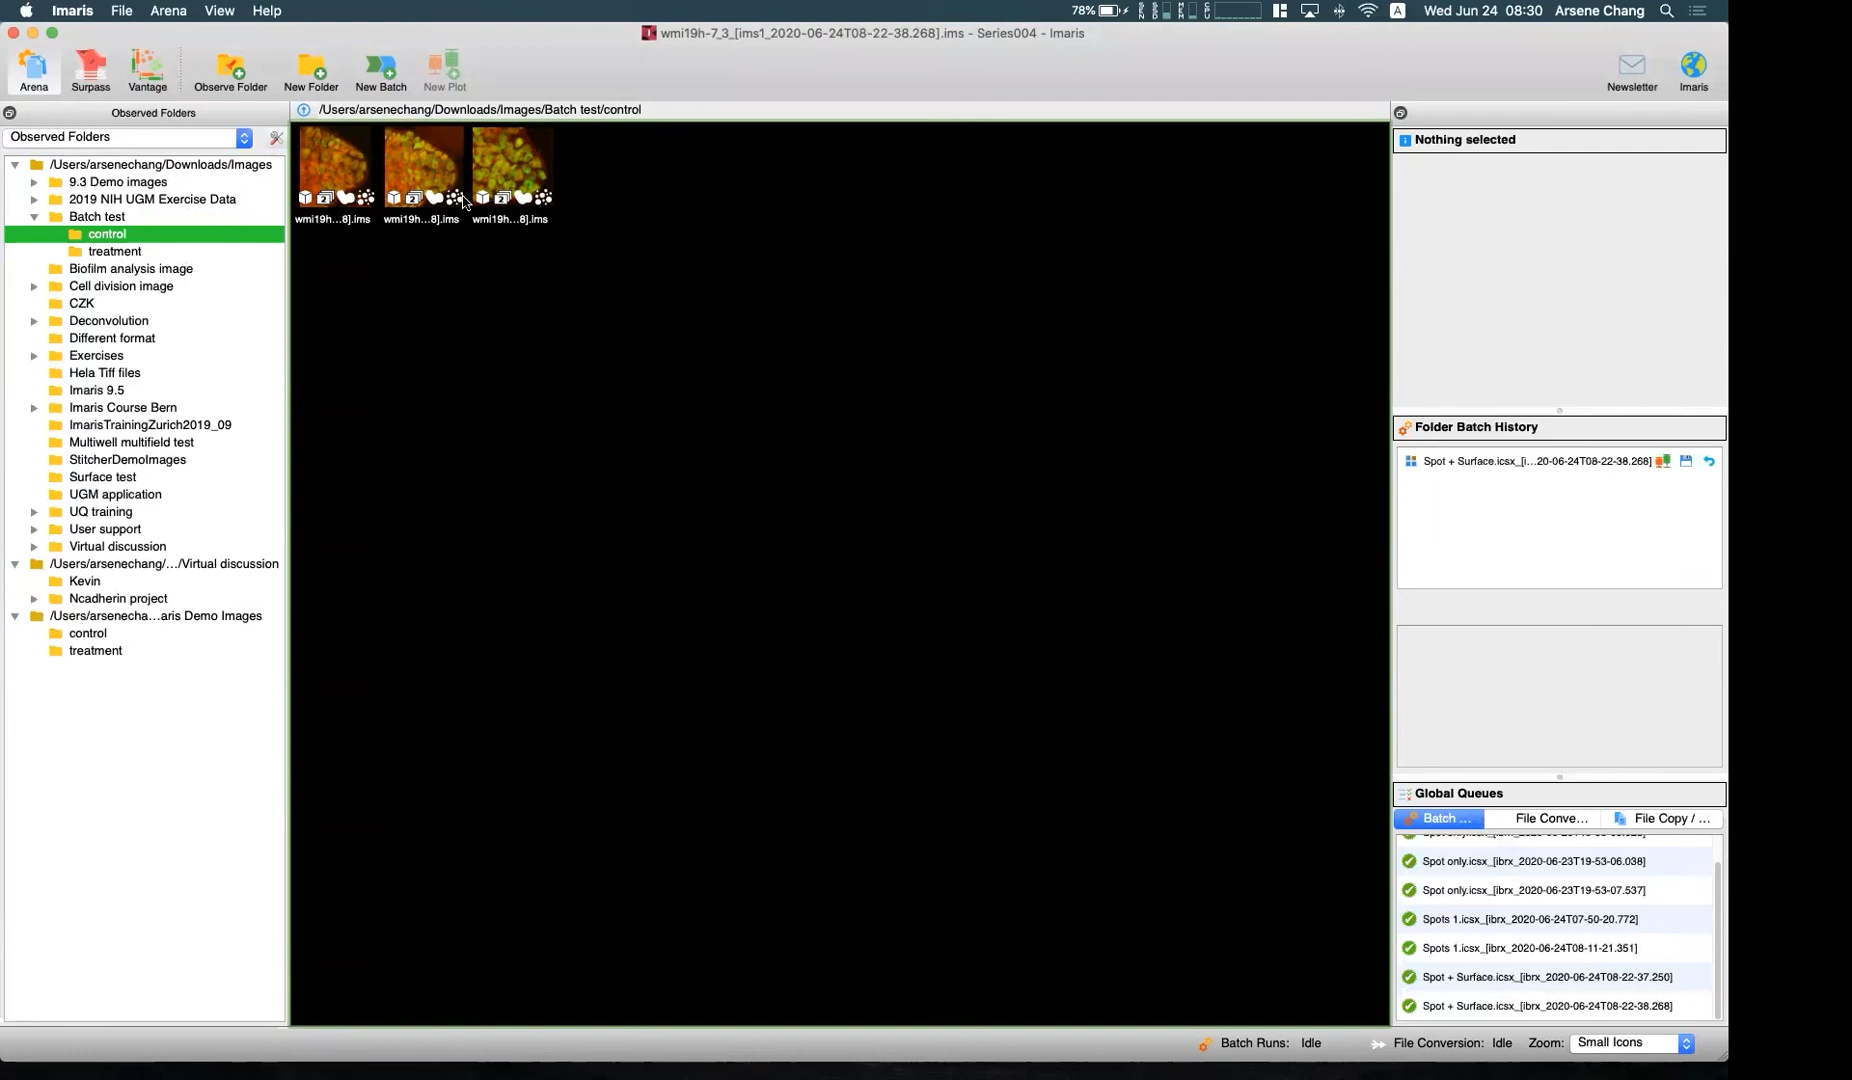 Imaris File Arena View Help
78% Wed Jun 24 08:30 Arsene Chang
wmi19h-7_3_[ims1_2020-06-24T08-22-38.268].ims - Series004 - Imaris
Arena Surpass Vantage Observe Folder New Folder New Batch New Plot Newsletter Imaris
Observed Folders
Observed Folders
/Users/arsenechang/Downloads/Images
9.3 Demo images
2019 NIH UGM Exercise Data
Batch test
control
treatment
Biofilm analysis image
Cell division image
CZK
Deconvolution
Different format
Exercises
Hela Tiff files
Imaris 9.5
Imaris Course Bern
ImarisTrainingZurich2019_09
Multiwell multifield test
StitcherDemoImages
Surface test
UGM application
UQ training
User support
Virtual discussion
/Users/arsenechang/…/Virtual discussion
Kevin
Ncadherin project
/Users/arsenecha…aris Demo Images
control
treatment
/Users/arsenechang/Downloads/Images/Batch test/control
wmi19h...8].ims wmi19h...8].ims wmi19h...8].ims
Nothing selected
Folder Batch History
Spot + Surface.icsx_[i...20-06-24T08-22-38.268]
Global Queues
Batch ... File Conve... File Copy / ...
Spot only.icsx_[ibrx_2020-06-23T19-53-06.038]
Spot only.icsx_[ibrx_2020-06-23T19-53-07.537]
Spots 1.icsx_[ibrx_2020-06-24T07-50-20.772]
Spots 1.icsx_[ibrx_2020-06-24T08-11-21.351]
Spot + Surface.icsx_[ibrx_2020-06-24T08-22-37.250]
Spot + Surface.icsx_[ibrx_2020-06-24T08-22-38.268]
Batch Runs: Idle File Conversion: Idle Zoom: Small Icons